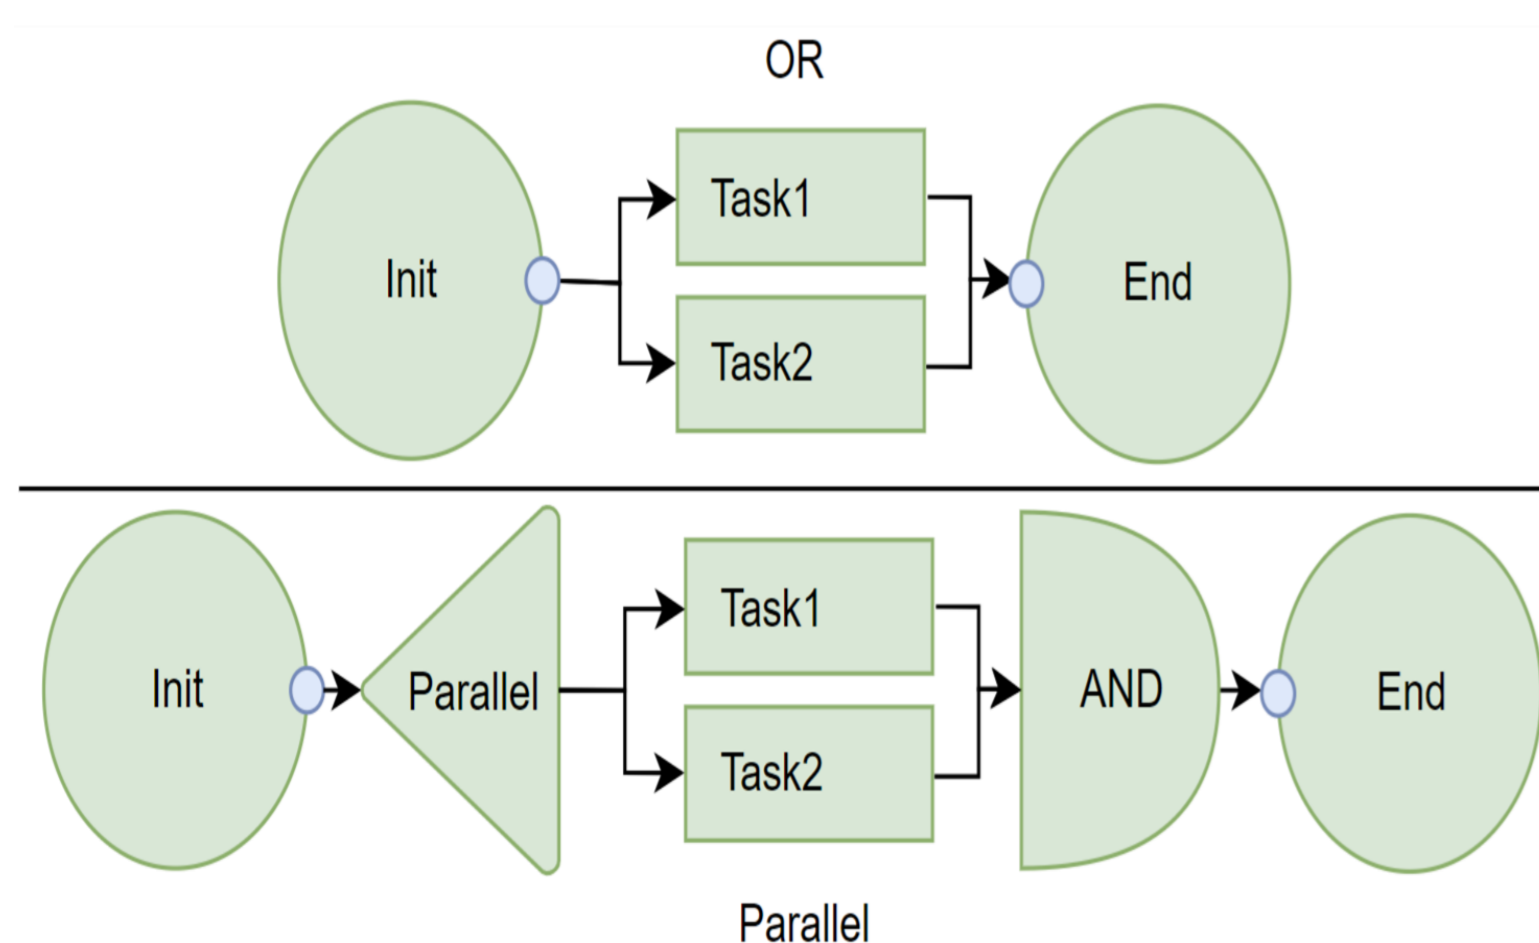 OR
Init
Task1
Task2
End
Init
Parallel
Task1
Task2
AND
End
Parallel